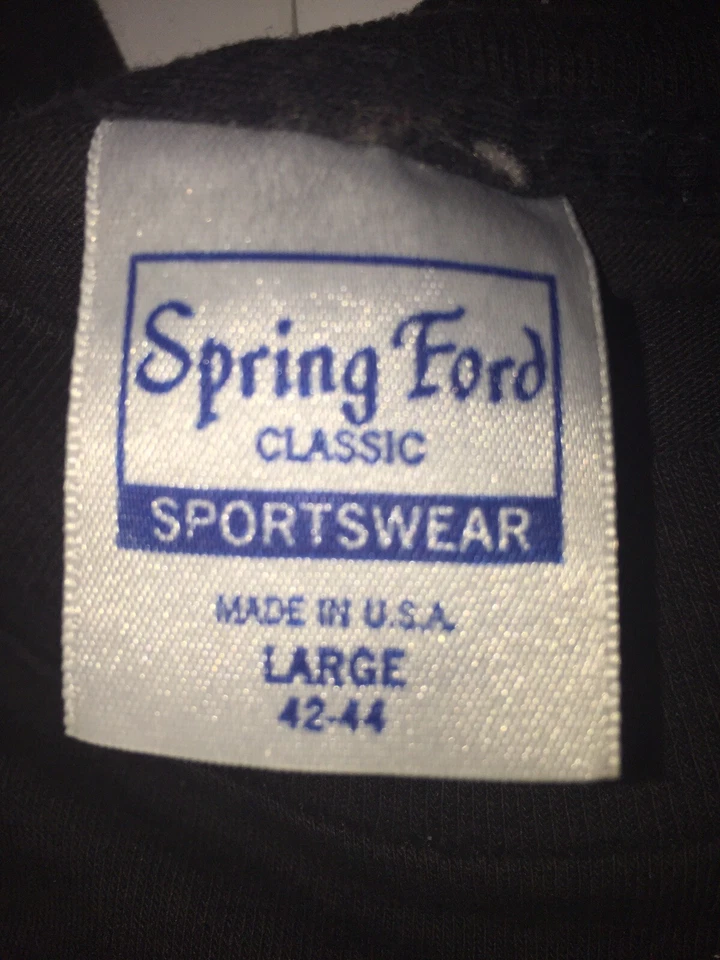 Spring Ford
CLASSIC
SPORTSWEAR
MADE IN U.S.A.
LARGE
42-44